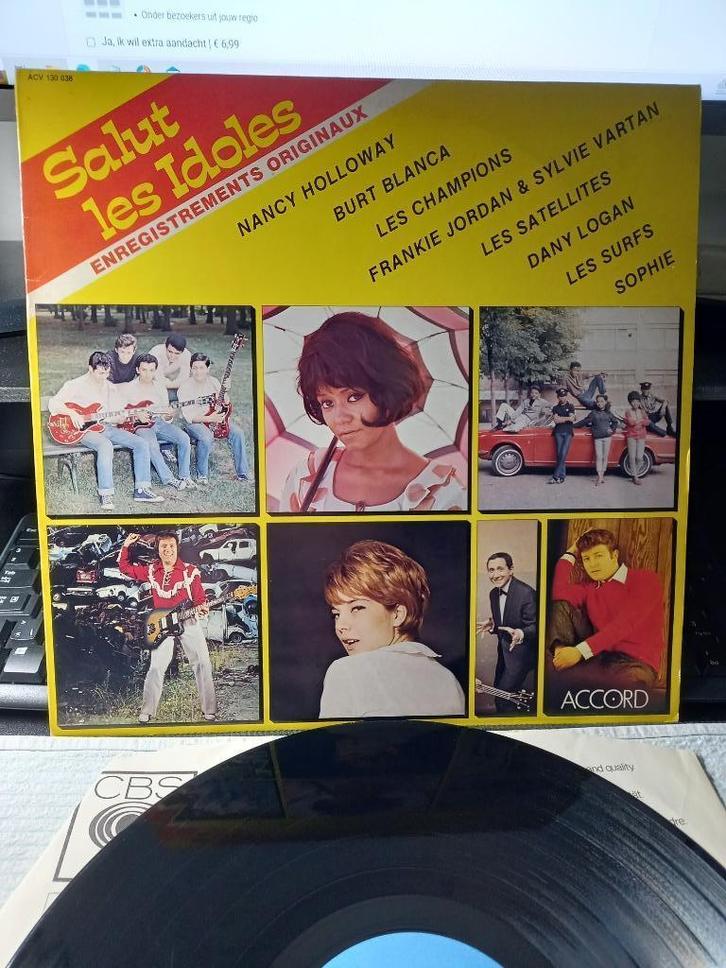 • Onder bezoekers uit jouw regio
Ja, ik wil extra aandacht | € 6,99
ACV 130 038
Salut
les Idoles
ENREGISTREMENTS ORIGINAUX
NANCY HOLLOWAY
BURT BLANCA
LES CHAMPIONS
FRANKIE JORDAN & SYLVIE VARTAN
LES SATELLITES
DANY LOGAN
LES SURFS
SOPHIE
ACCORD
CBS
and quality